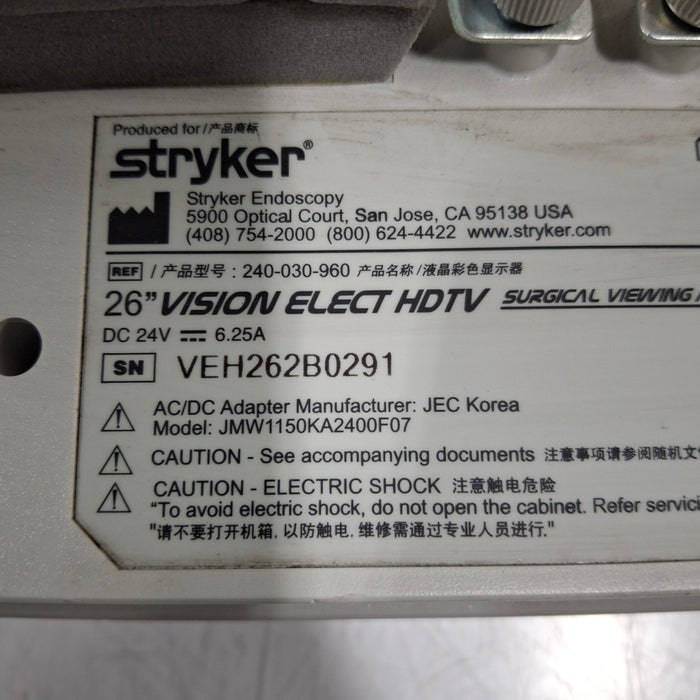 Produced for/产品商标
stryker®
Stryker Endoscopy
5900 Optical Court, San Jose, CA 95138 USA
(408) 754-2000 (800) 624-4422 www.stryker.com
REF / 产品型号 : 240-030-960 产品名称/液晶彩色显示器
26” VISION ELECT HDTV SURGICAL VIEWING
DC 24V ⎓ 6.25A
SN VEH262B0291
AC/DC Adapter Manufacturer: JEC Korea
Model: JMW1150KA2400F07
CAUTION - See accompanying documents 注意事项请参阅随机文
CAUTION - ELECTRIC SHOCK 注意触电危险
“To avoid electric shock, do not open the cabinet. Refer servici
"请不要打开机箱, 以防触电, 维修需通过专业人员进行."